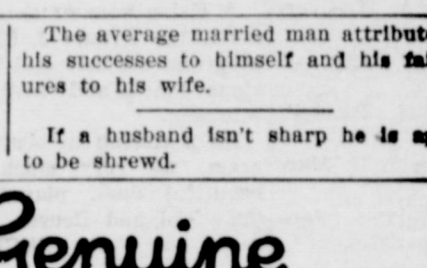 The average married man attribut
his successes to himself and his fai
ures to his wife.
If a husband isn't sharp he is ap
to be shrewd.
Genuine